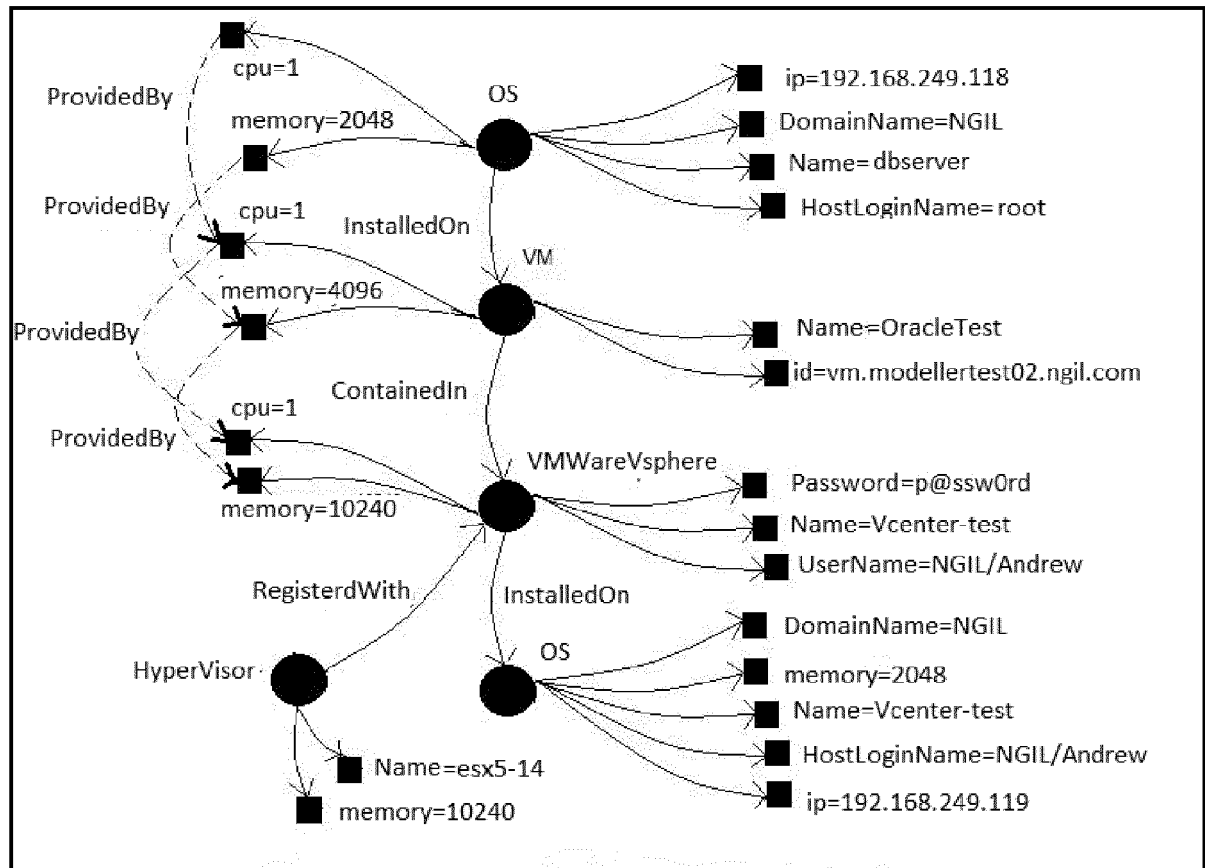 cpu=1
ProvidedBy
memory=2048
OS
ip=192.168.249.118
DomainName=NGIL
Name=dbserver
HostLoginName=root
ProvidedBy
cpu=1
InstalledOn
VM
memory=4096
ProvidedBy
Name=OracleTest
id=vm.modellertest02.ngil.com
ContainedIn
cpu=1
ProvidedBy
VMWareVsphere
memory=10240
Password=p@ssw0rd
Name=Vcenter-test
UserName=NGIL/Andrew
RegisterdWith
InstalledOn
HyperVisor
OS
DomainName=NGIL
memory=2048
Name=Vcenter-test
HostLoginName=NGIL/Andrew
ip=192.168.249.119
Name=esx5-14
memory=10240